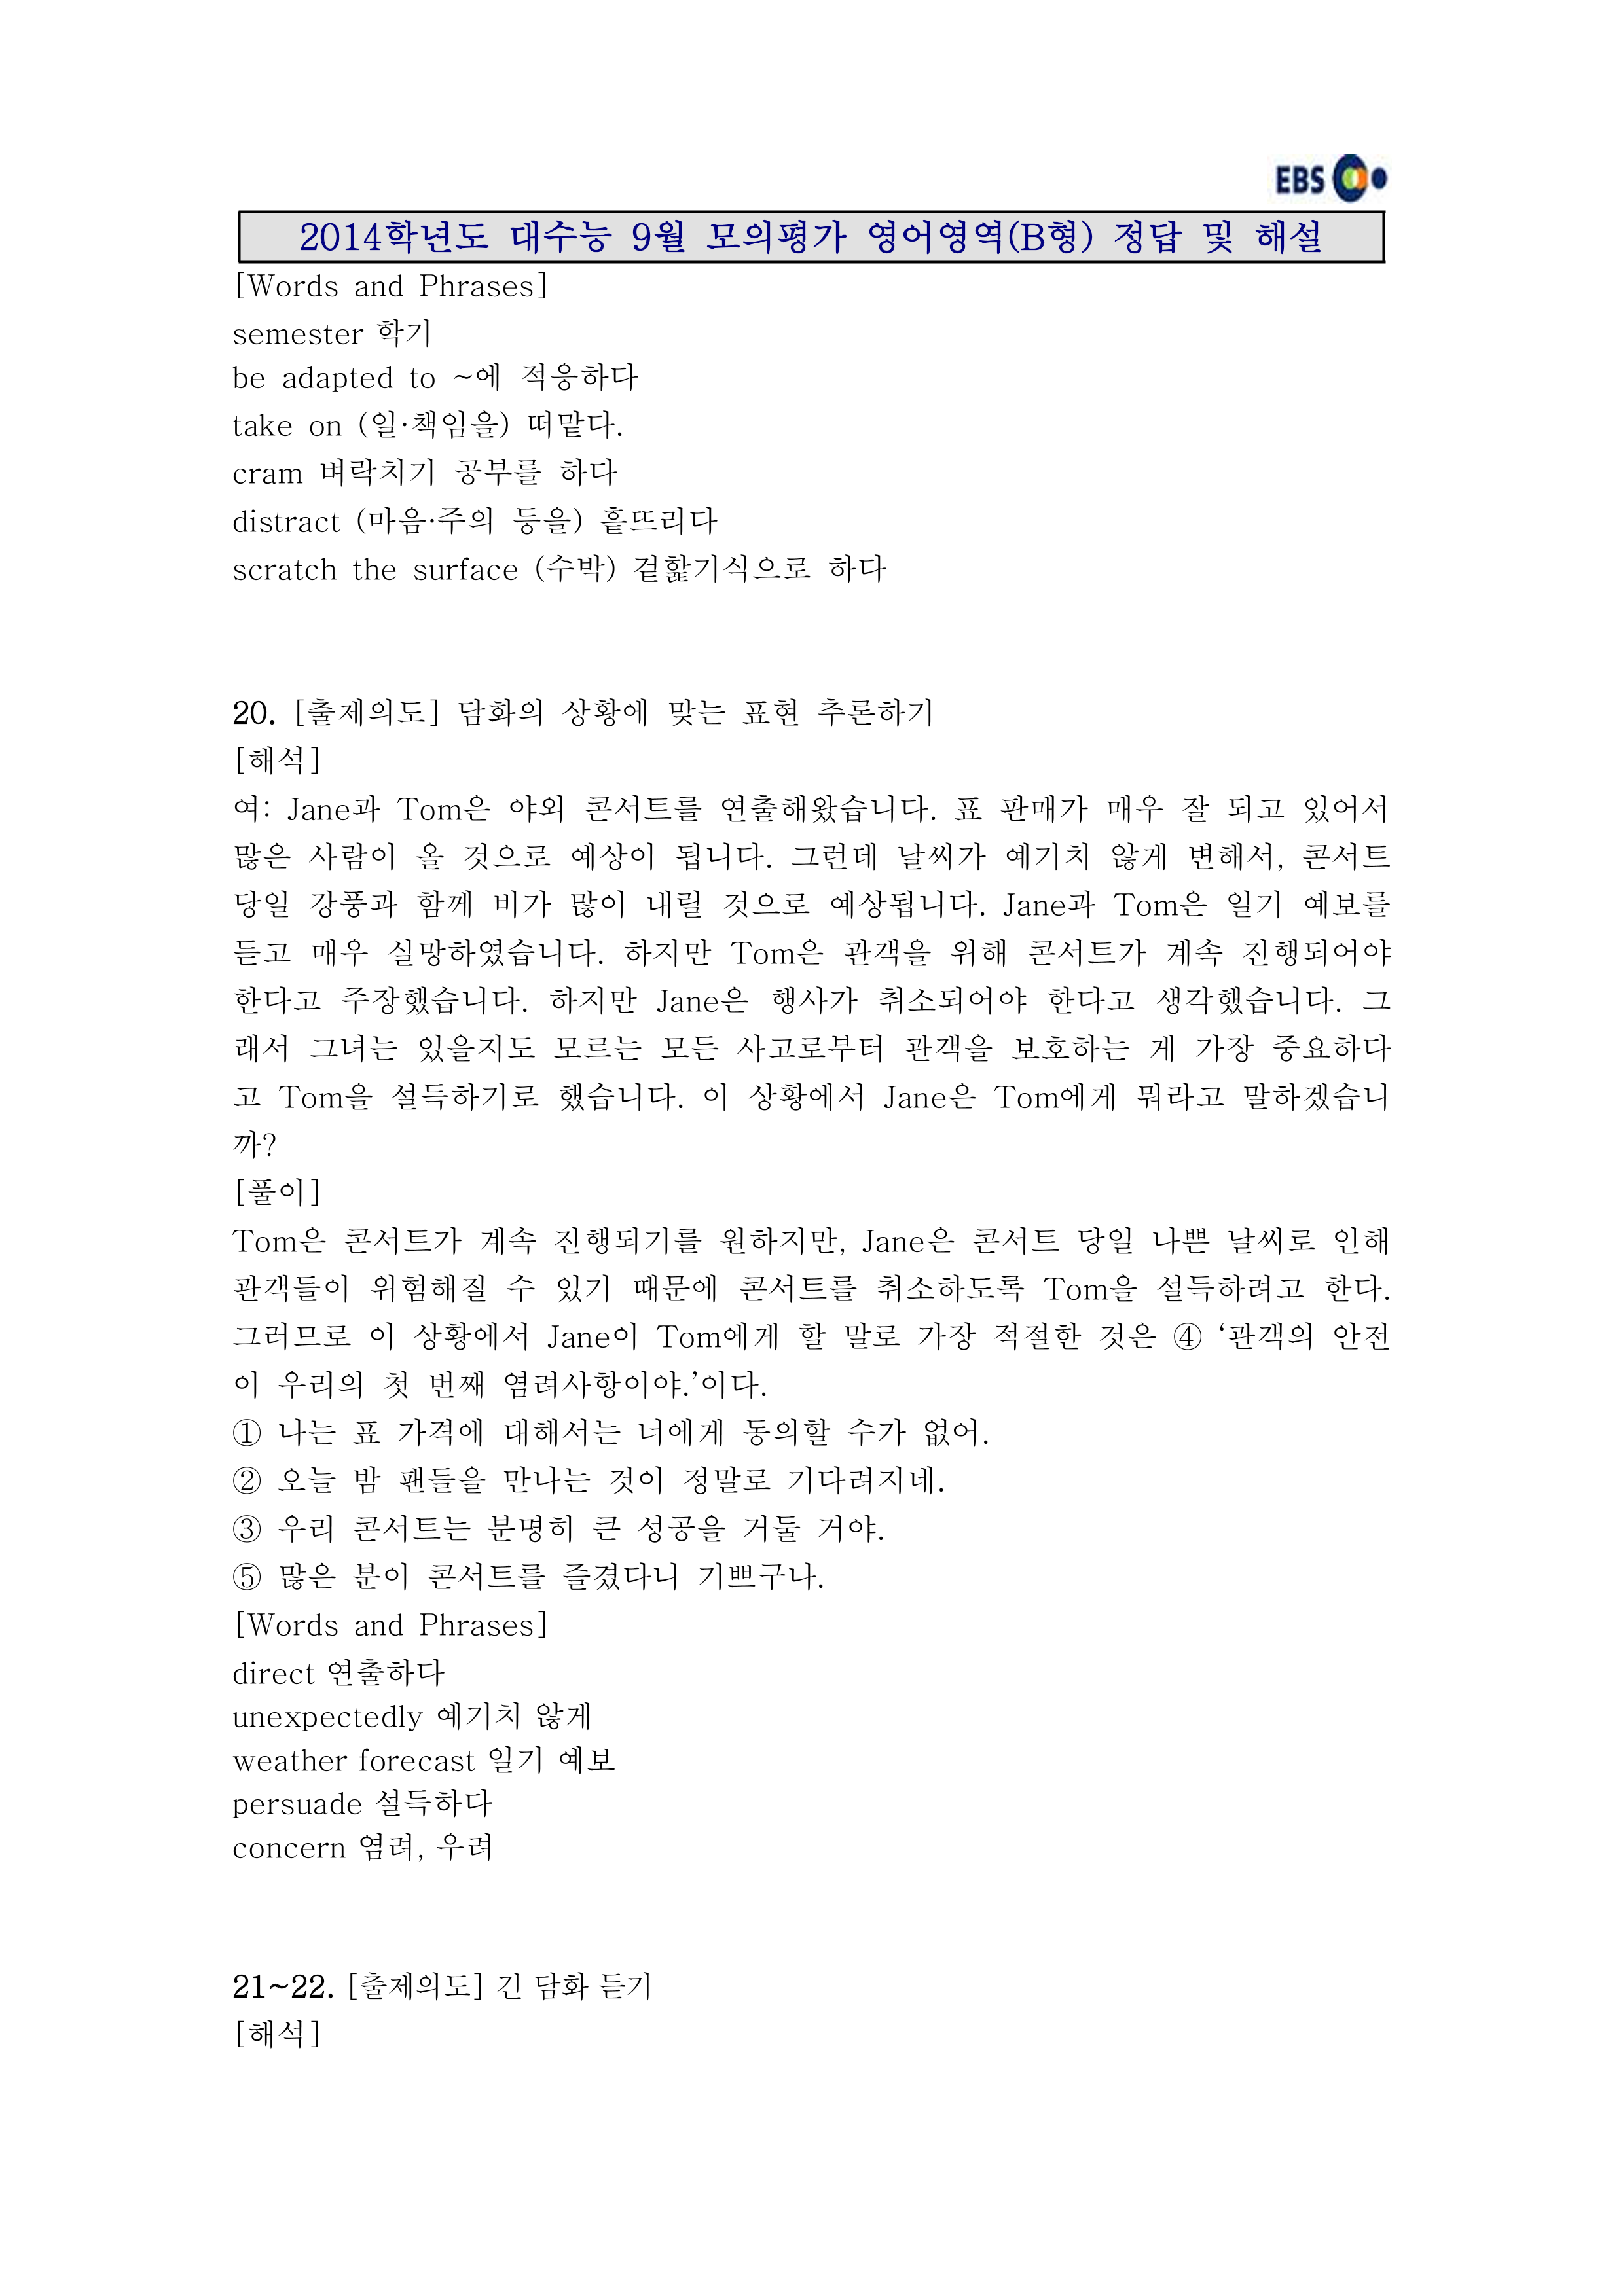 EBS
2014학년도 대수능 9월 모의평가 영어영역(B형) 정답 및 해설
[Words and Phrases]
semester 학기
be adapted to ~에 적응하다
take on (일·책임을) 떠맡다.
cram 벼락치기 공부를 하다
distract (마음·주의 등을) 흩뜨리다
scratch the surface (수박) 겉핥기식으로 하다
20. [출제의도] 담화의 상황에 맞는 표현 추론하기
[해석]
여: Jane과 Tom은 야외 콘서트를 연출해왔습니다. 표 판매가 매우 잘 되고 있어서
많은 사람이 올 것으로 예상이 됩니다. 그런데 날씨가 예기치 않게 변해서, 콘서트
당일 강풍과 함께 비가 많이 내릴 것으로 예상됩니다. Jane과 Tom은 일기 예보를
듣고 매우 실망하였습니다. 하지만 Tom은 관객을 위해 콘서트가 계속 진행되어야
한다고 주장했습니다. 하지만 Jane은 행사가 취소되어야 한다고 생각했습니다. 그
래서 그녀는 있을지도 모르는 모든 사고로부터 관객을 보호하는 게 가장 중요하다
고 Tom을 설득하기로 했습니다. 이 상황에서 Jane은 Tom에게 뭐라고 말하겠습니
까?
[풀이]
Tom은 콘서트가 계속 진행되기를 원하지만, Jane은 콘서트 당일 나쁜 날씨로 인해
관객들이 위험해질 수 있기 때문에 콘서트를 취소하도록 Tom을 설득하려고 한다.
그러므로 이 상황에서 Jane이 Tom에게 할 말로 가장 적절한 것은 ④ ‘관객의 안전
이 우리의 첫 번째 염려사항이야.’이다.
① 나는 표 가격에 대해서는 너에게 동의할 수가 없어.
② 오늘 밤 팬들을 만나는 것이 정말로 기다려지네.
③ 우리 콘서트는 분명히 큰 성공을 거둘 거야.
⑤ 많은 분이 콘서트를 즐겼다니 기쁘구나.
[Words and Phrases]
direct 연출하다
unexpectedly 예기치 않게
weather forecast 일기 예보
persuade 설득하다
concern 염려, 우려
21~22. [출제의도] 긴 담화 듣기
[해석]